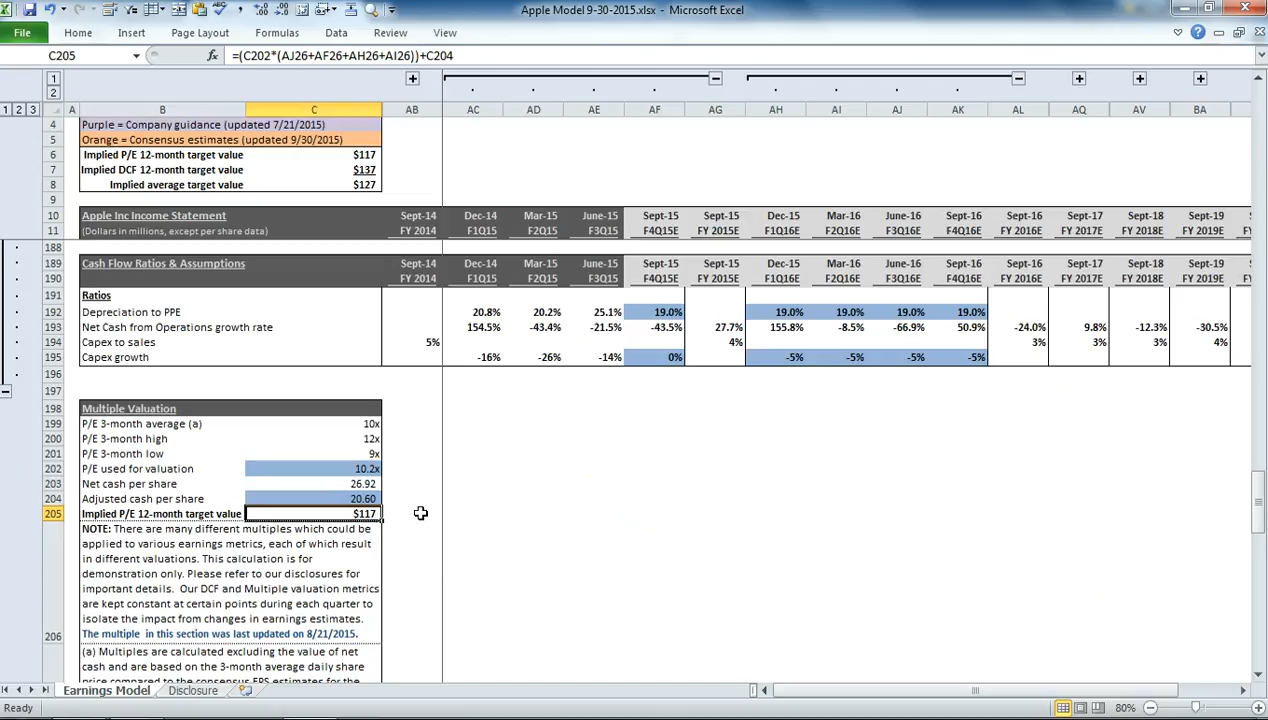 Apple Model 9-30-2015.xlsx - Microsoft Excel
File Home Insert Page Layout Formulas Data Review View
C205 fx =(C202*(AJ26+AF26+AH26+AI26))+C204
1
2
1 2 3 A B C AB AC AD AE AF AG AH AI AJ AK AL AQ AV BA
4 Purple = Company guidance (updated 7/21/2015)
5 Orange = Consensus estimates (updated 9/30/2015)
6 Implied P/E 12-month target value $117
7 Implied DCF 12-month target value $137
8 Implied average target value $127
9
10 Apple Inc Income Statement Sept-14 Dec-14 Mar-15 June-15 Sept-15 Sept-15 Dec-15 Mar-16 June-16 Sept-16 Sept-16 Sept-17 Sept-18 Sept-19
11 (Dollars in millions, except per share data) FY 2014 F1Q15 F2Q15 F3Q15 F4Q15E FY 2015E F1Q16E F2Q16E F3Q16E F4Q16E FY 2016E FY 2017E FY 2018E FY 2019E
188
189 Cash Flow Ratios & Assumptions Sept-14 Dec-14 Mar-15 June-15 Sept-15 Sept-15 Dec-15 Mar-16 June-16 Sept-16 Sept-16 Sept-17 Sept-18 Sept-19
190 FY 2014 F1Q15 F2Q15 F3Q15 F4Q15E FY 2015E F1Q16E F2Q16E F3Q16E F4Q16E FY 2016E FY 2017E FY 2018E FY 2019E
191 Ratios
192 Depreciation to PPE 20.8% 20.2% 25.1% 19.0% 19.0% 19.0% 19.0% 19.0%
193 Net Cash from Operations growth rate 154.5% -43.4% -21.5% -43.5% 27.7% 155.8% -8.5% -66.9% 50.9% -24.0% 9.8% -12.3% -30.5%
194 Capex to sales 5% 4% 3% 3% 3% 4%
195 Capex growth -16% -26% -14% 0% -5% -5% -5% -5%
196
197
198 Multiple Valuation
199 P/E 3-month average (a) 10x
200 P/E 3-month high 12x
201 P/E 3-month low 9x
202 P/E used for valuation 10.2x
203 Net cash per share 26.92
204 Adjusted cash per share 20.60
205 Implied P/E 12-month target value $117
NOTE: There are many different multiples which could be
applied to various earnings metrics, each of which result
in different valuations. This calculation is for
demonstration only. Please refer to our disclosures for
important details. Our DCF and Multiple valuation metrics
are kept constant at certain points during each quarter to
isolate the impact from changes in earnings estimates.
206 The multiple in this section was last updated on 8/21/2015.
(a) Multiples are calculated excluding the value of net
cash and are based on the 3-month average daily share
price compared to the consensus EPS estimates for the
Earnings Model Disclosure
Ready 80%